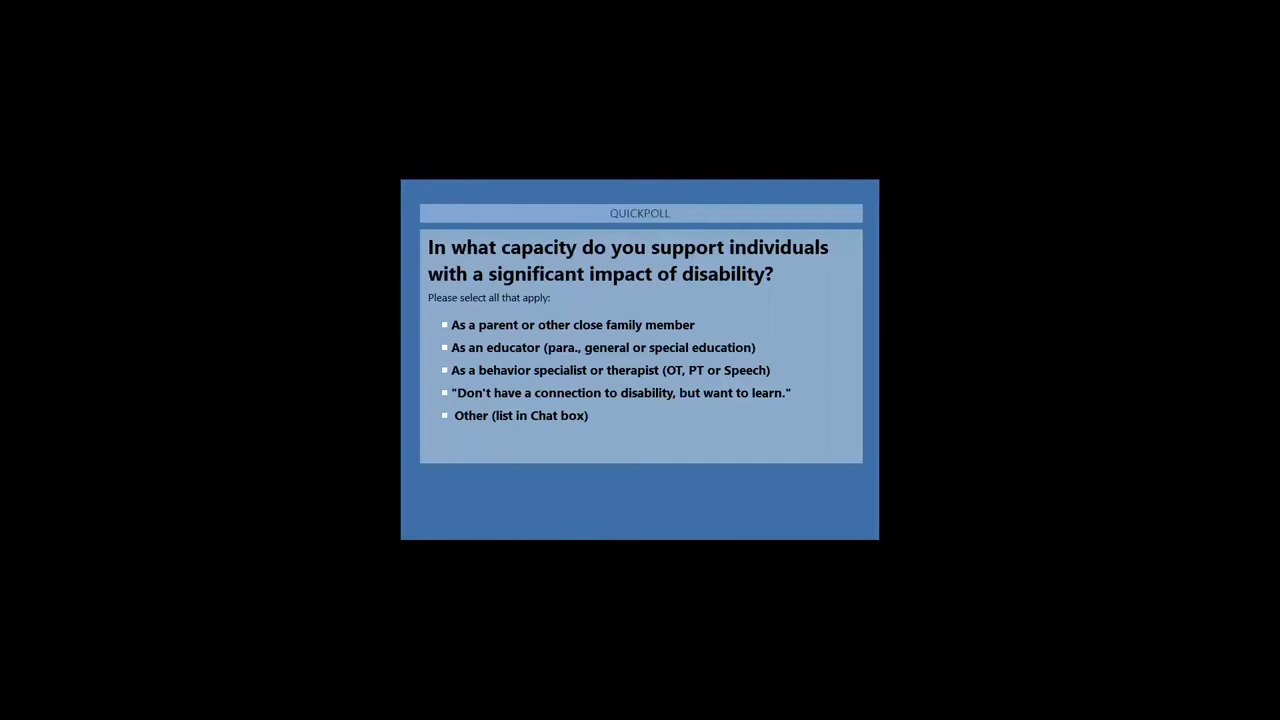 QUICKPOLL
In what capacity do you support individuals
with a significant impact of disability?
Please select all that apply:
As a parent or other close family member
As an educator (para., general or special education)
As a behavior specialist or therapist (OT, PT or Speech)
"Don't have a connection to disability, but want to learn."
Other (list in Chat box)